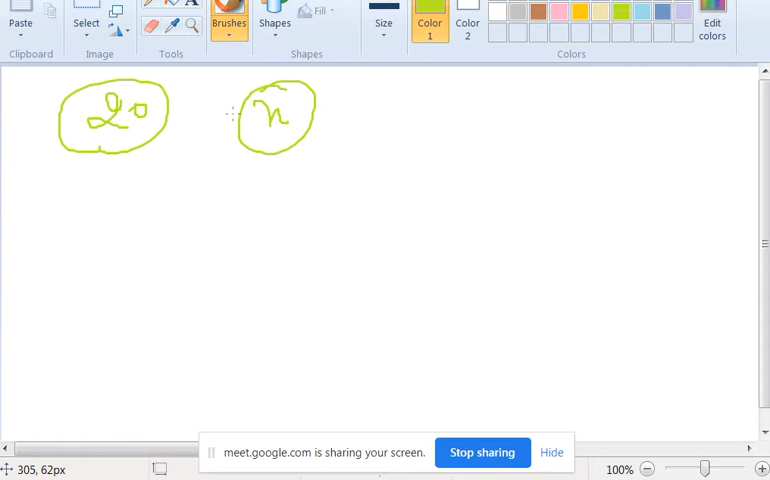 Paste
Select
Brushes
Shapes
Fill
Size
Color 1
Color 2
Edit colors
Clipboard
Image
Tools
Shapes
Colors
20 n
meet.google.com is sharing your screen. Stop sharing Hide
305, 62px
100%